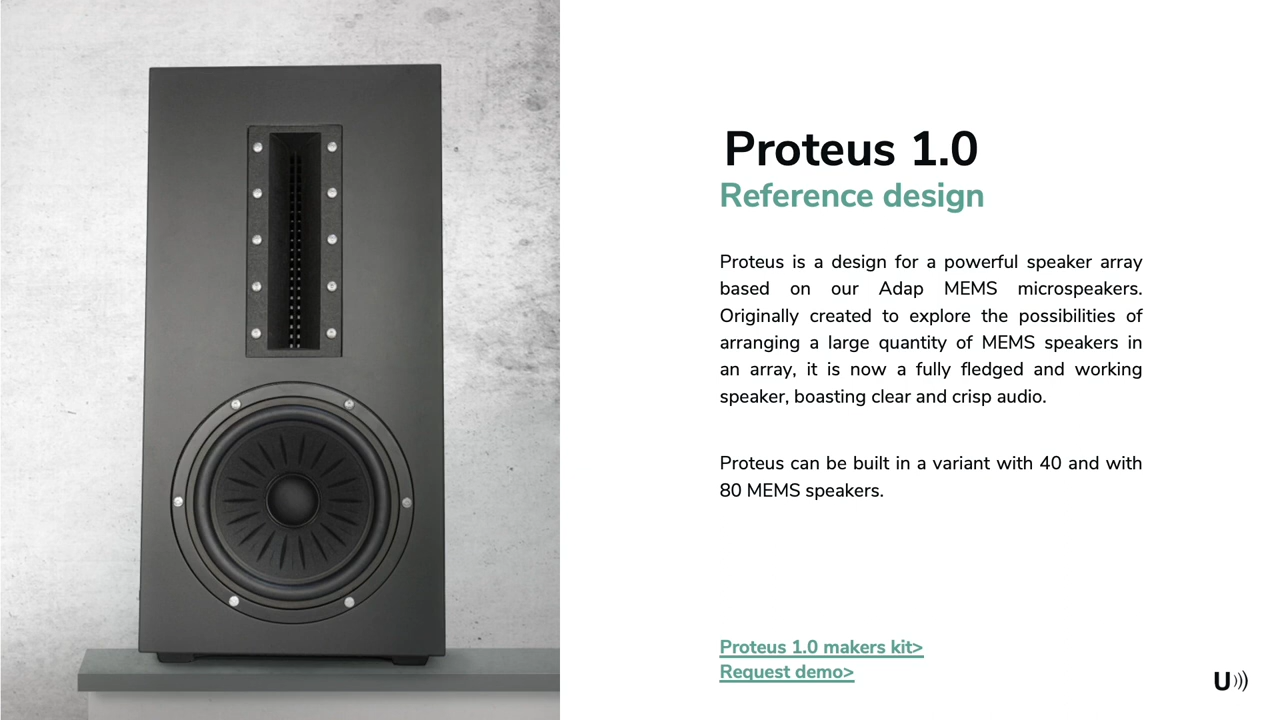 Proteus 1.0
Reference design
Proteus is a design for a powerful speaker array
based on our Adap MEMS microspeakers.
Originally created to explore the possibilities of
arranging a large quantity of MEMS speakers in
an array, it is now a fully fledged and working
speaker, boasting clear and crisp audio.
Proteus can be built in a variant with 40 and with
80 MEMS speakers.
Proteus 1.0 makers kit>
Request demo>
U